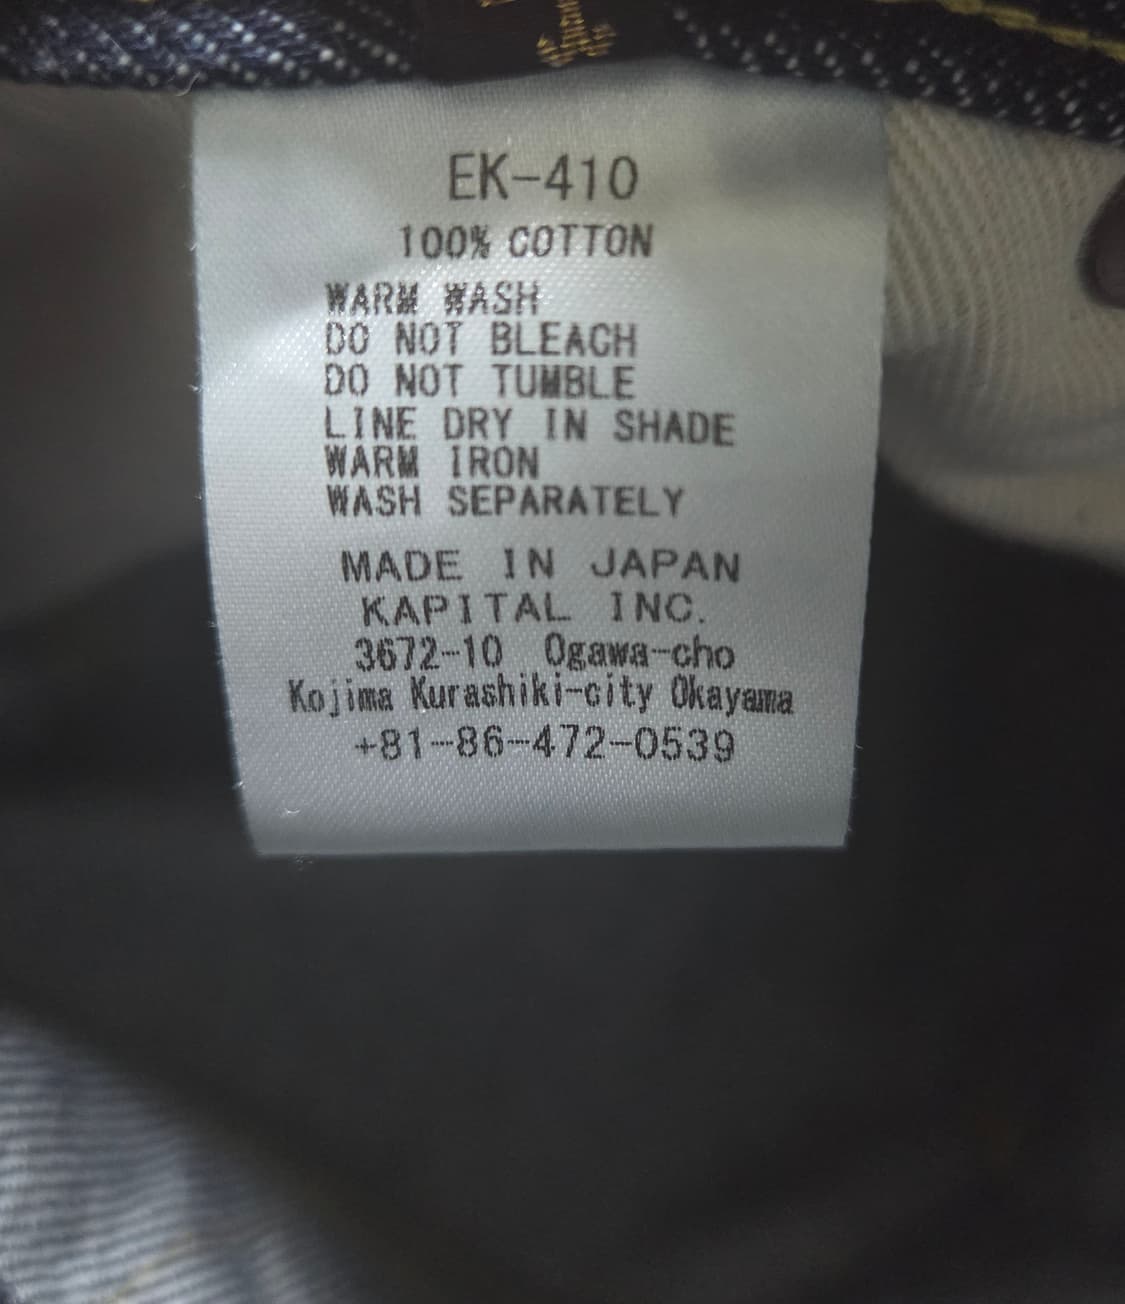 EK-410
100% COTTON
WARM WASH
DO NOT BLEACH
DO NOT TUMBLE
LINE DRY IN SHADE
WARM IRON
WASH SEPARATELY
MADE IN JAPAN
KAPITAL INC.
3672-10 Ogawa-cho
Kojima Kurashiki-city Okayama
+81-86-472-0539